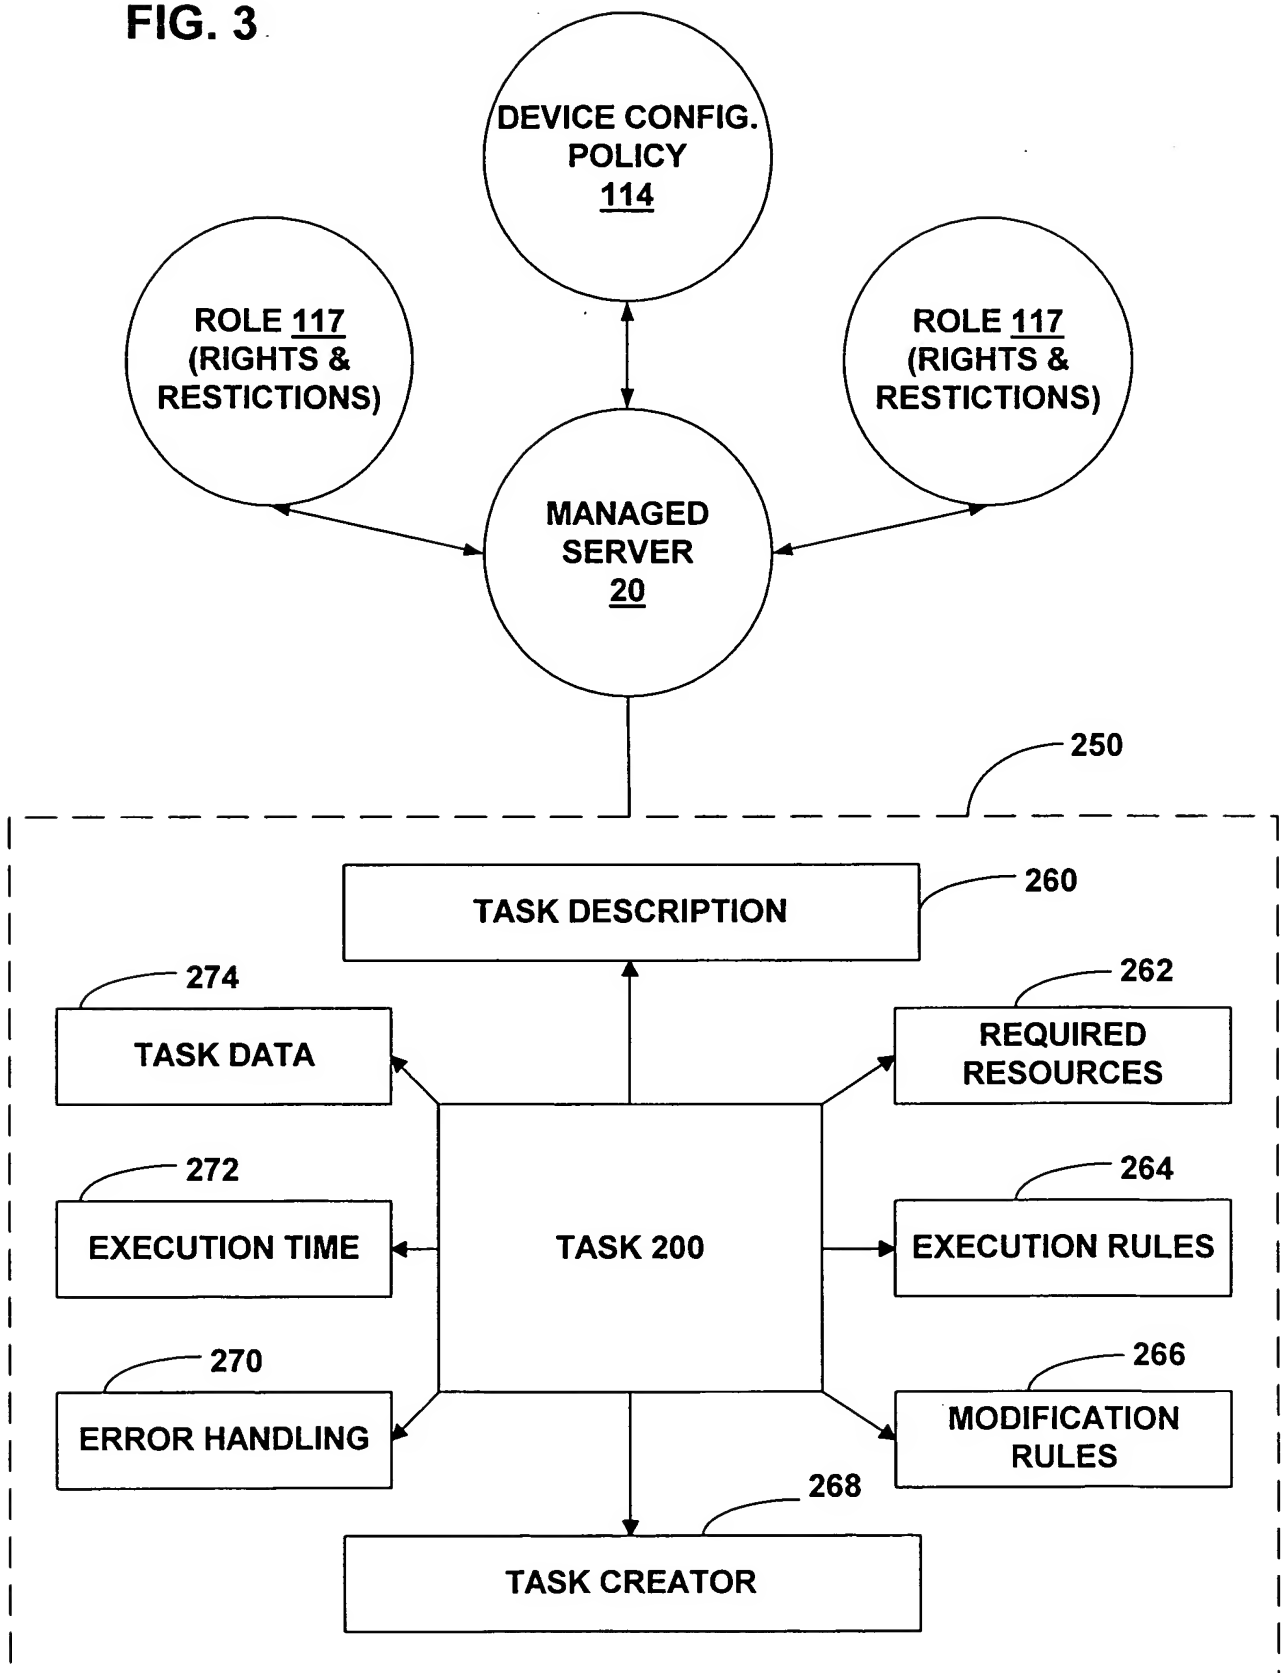 FIG. 3
DEVICE CONFIG.
POLICY
114
ROLE 117
(RIGHTS &
RESTICTIONS)
ROLE 117
(RIGHTS &
RESTICTIONS)
MANAGED
SERVER
20
250
TASK DESCRIPTION
260
274
TASK DATA
262
REQUIRED
RESOURCES
272
EXECUTION TIME
TASK 200
264
EXECUTION RULES
270
ERROR HANDLING
266
MODIFICATION
RULES
268
TASK CREATOR